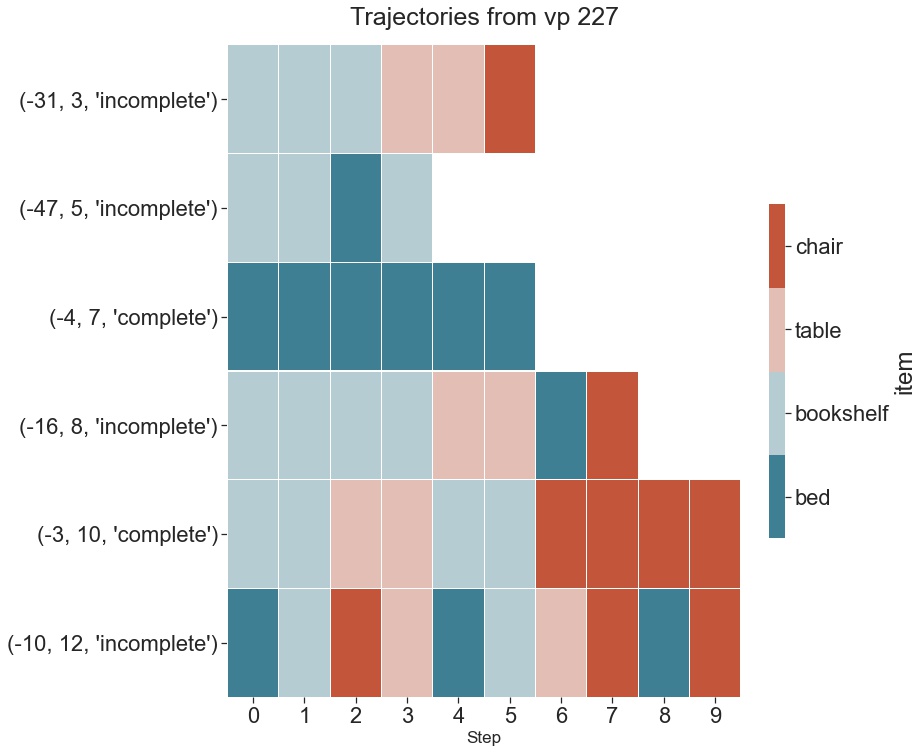 Trajectories from vp 227
(-31, 3, 'incomplete')
(-47, 5, 'incomplete')
(-4, 7, 'complete')
(-16, 8, 'incomplete')
(-3, 10, 'complete')
(-10, 12, 'incomplete')
0 1 2 3 4 5 6 7 8 9
Step
chair
table
bookshelf
bed
item